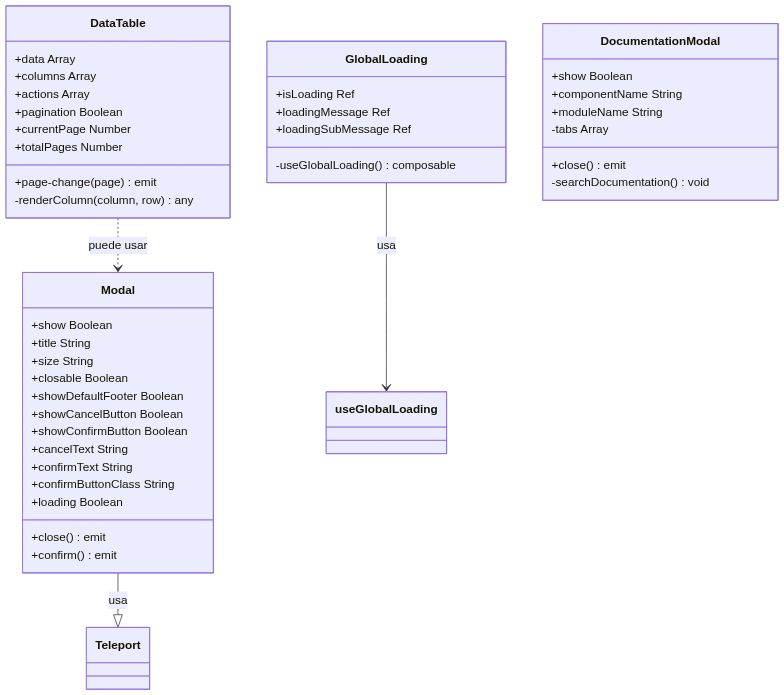 DataTable
+data Array
+columns Array
+actions Array
+pagination Boolean
+currentPage Number
+totalPages Number
+page-change(page) : emit
-renderColumn(column, row) : any
puede usar
Modal
+show Boolean
+title String
+size String
+closable Boolean
+showDefaultFooter Boolean
+showCancelButton Boolean
+showConfirmButton Boolean
+cancelText String
+confirmText String
+confirmButtonClass String
+loading Boolean
+close() : emit
+confirm() : emit
usa
Teleport
GlobalLoading
+isLoading Ref
+loadingMessage Ref
+loadingSubMessage Ref
-useGlobalLoading() : composable
usa
useGlobalLoading
DocumentationModal
+show Boolean
+componentName String
+moduleName String
-tabs Array
+close() : emit
-searchDocumentation() : void